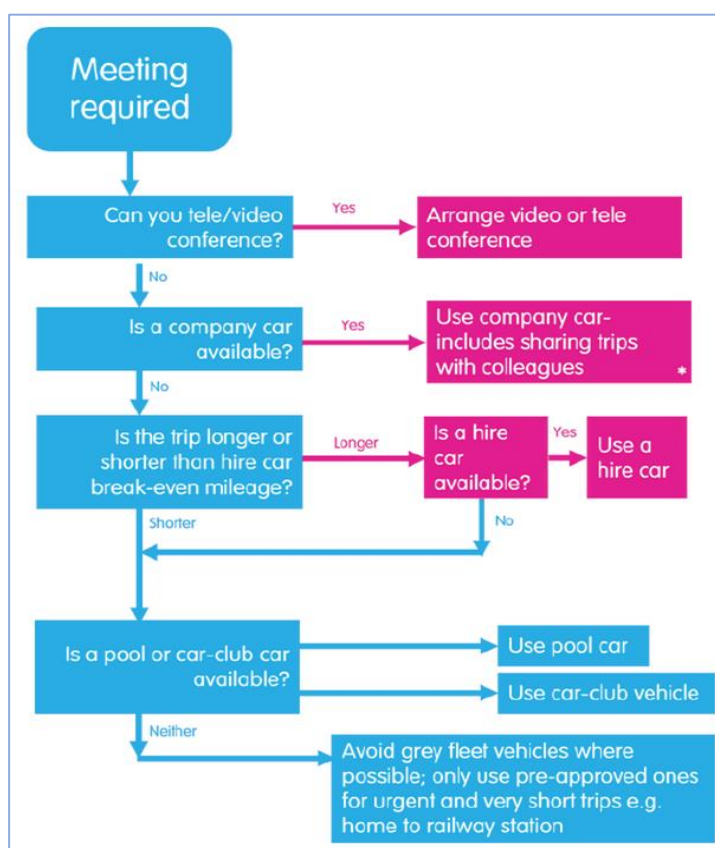 Meeting
required
Can you tele/video
conference?
Yes
Arrange video or tele
conference
No
Is a company car
available?
Yes
Use company car-
includes sharing trips
with colleagues *
No
Is the trip longer or
shorter than hire car
break-even mileage?
Longer
Is a hire
car
available?
Yes
Use a
hire car
Shorter
No
Is a pool or car-club car
available?
Use pool car
Use car-club vehicle
Neither
Avoid grey fleet vehicles where
possible; only use pre-approved ones
for urgent and very short trips e.g.
home to railway station